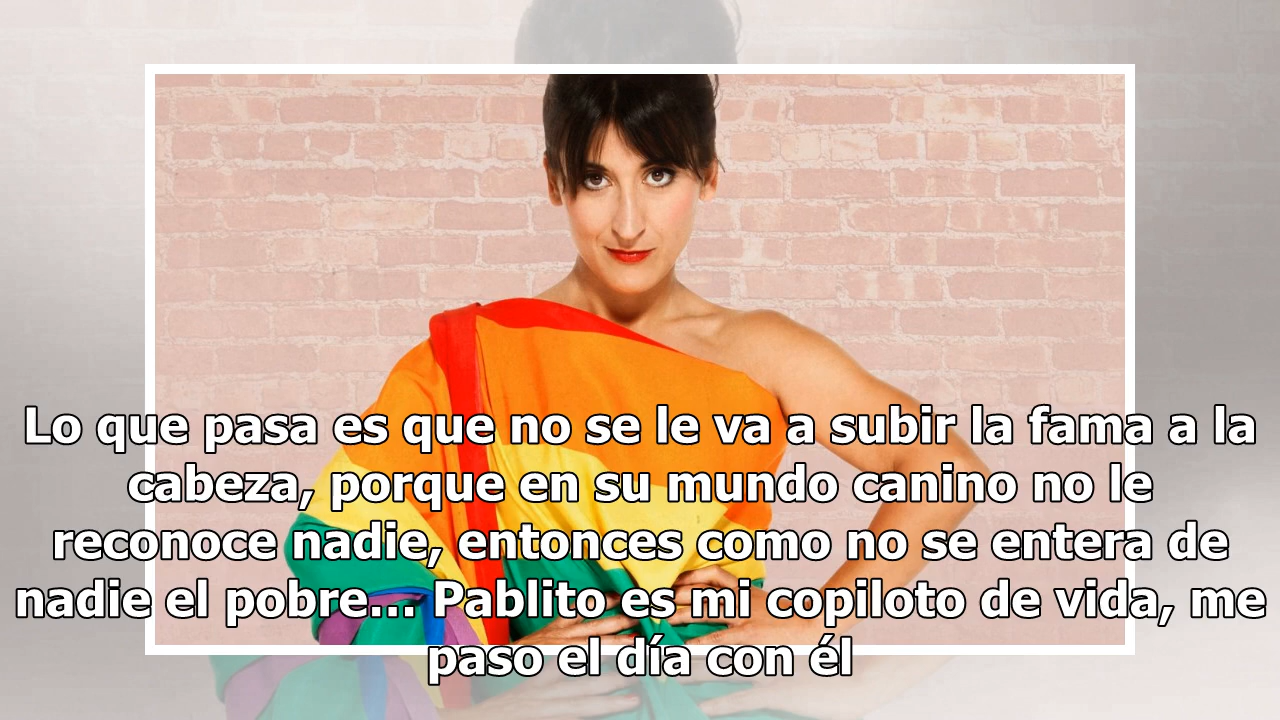 Lo que pasa es que no se le va a subir la fama a la
cabeza, porque en su mundo canino no le
reconoce nadie, entonces como no se entera de
nadie el pobre... Pablito es mi copiloto de vida, me
paso el día con él